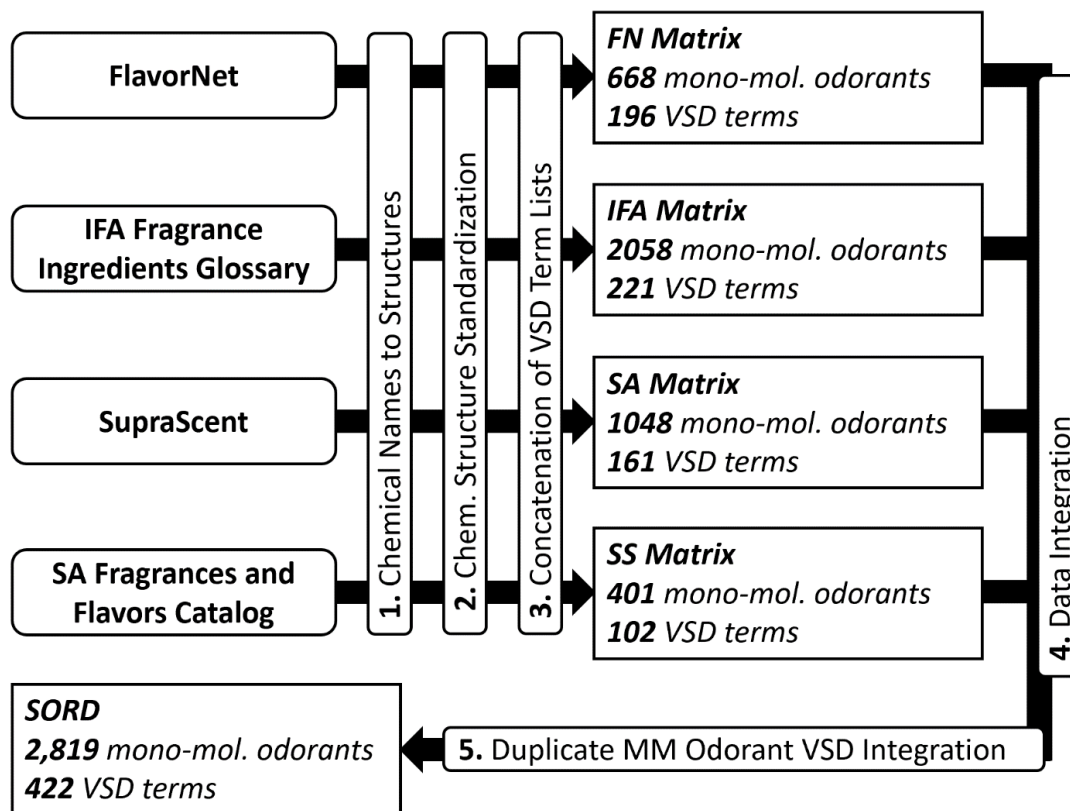 FlavorNet
IFA Fragrance
Ingredients Glossary
SupraScent
SA Fragrances and
Flavors Catalog
1. Chemical Names to Structures
2. Chem. Structure Standardization
3. Concatenation of VSD Term Lists
FN Matrix
668 mono-mol. odorants
196 VSD terms
IFA Matrix
2058 mono-mol. odorants
221 VSD terms
SA Matrix
1048 mono-mol. odorants
161 VSD terms
SS Matrix
401 mono-mol. odorants
102 VSD terms
4. Data Integration
5. Duplicate MM Odorant VSD Integration
SORD
2,819 mono-mol. odorants
422 VSD terms